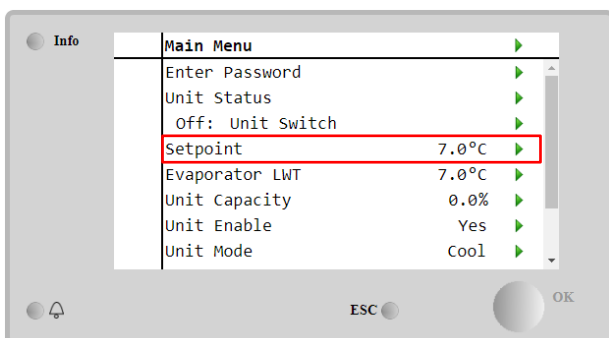 Info
Main Menu
Enter Password
Unit Status
Off: Unit Switch
Setpoint 7.0°C
Evaporator LWT 7.0°C
Unit Capacity 0.0%
Unit Enable Yes
Unit Mode Cool
ESC
OK